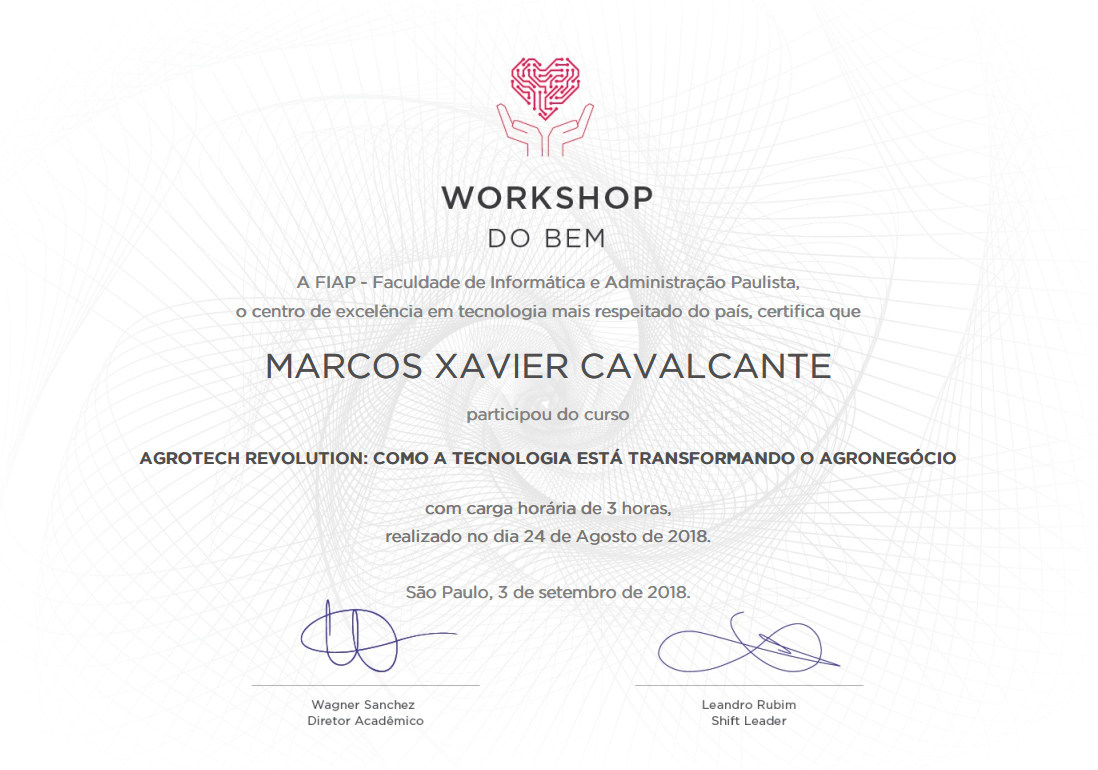 WORKSHOP
DO BEM
A FIAP - Faculdade de Informática e Administração Paulista,
o centro de excelência em tecnologia mais respeitado do país, certifica que
MARCOS XAVIER CAVALCANTE
participou do curso
AGROTECH REVOLUTION: COMO A TECNOLOGIA ESTÁ TRANSFORMANDO O AGRONEGÓCIO
com carga horária de 3 horas,
realizado no dia 24 de Agosto de 2018.
São Paulo, 3 de setembro de 2018.
Wagner Sanchez
Diretor Acadêmico
Leandro Rubim
Shift Leader